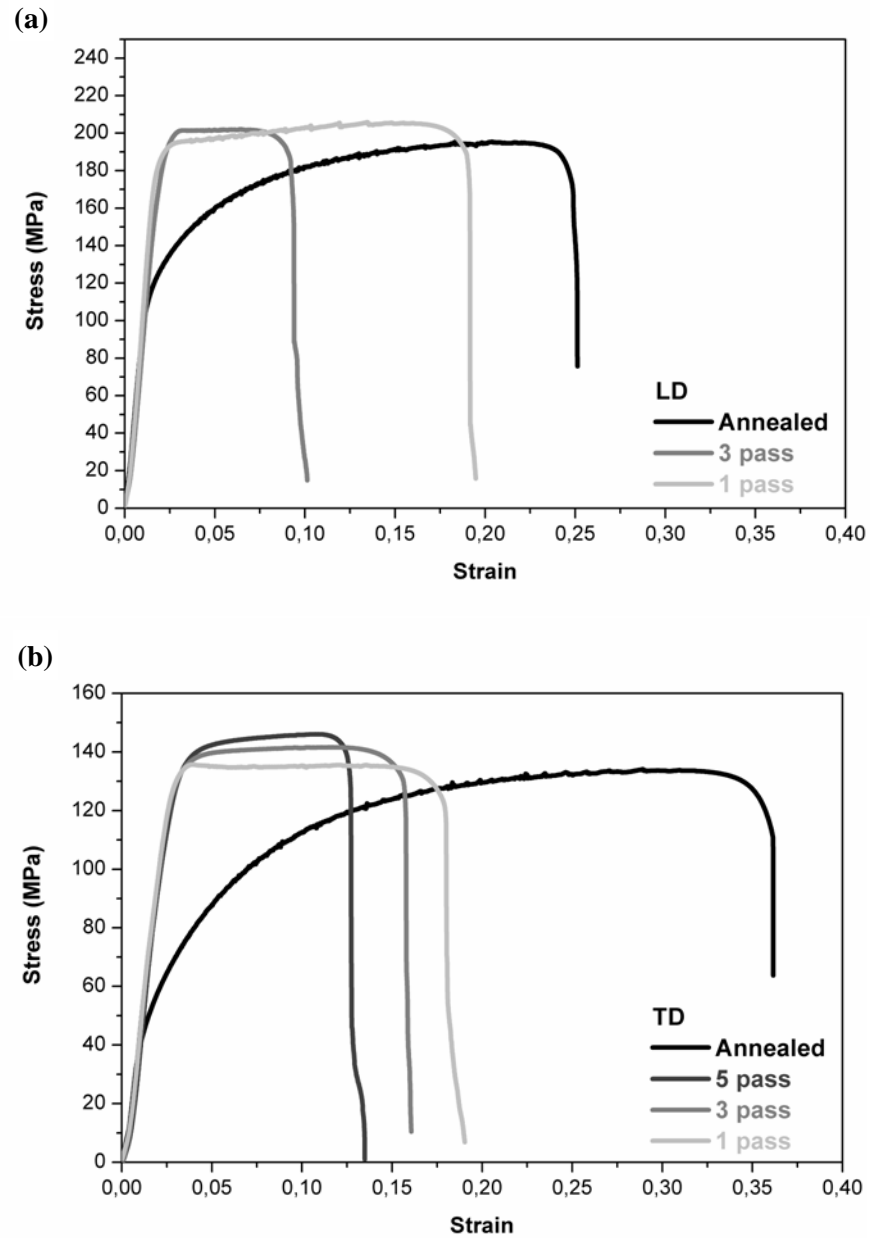 (a)
240
220
200
180
160
140
120
100
80
60
40
20
0
Stress (MPa)
0,00 0,05 0,10 0,15 0,20 0,25 0,30 0,35 0,40
Strain
LD
Annealed
3 pass
1 pass
(b)
160
140
120
100
80
60
40
20
0
Stress (MPa)
0,00 0,05 0,10 0,15 0,20 0,25 0,30 0,35 0,40
Strain
TD
Annealed
5 pass
3 pass
1 pass